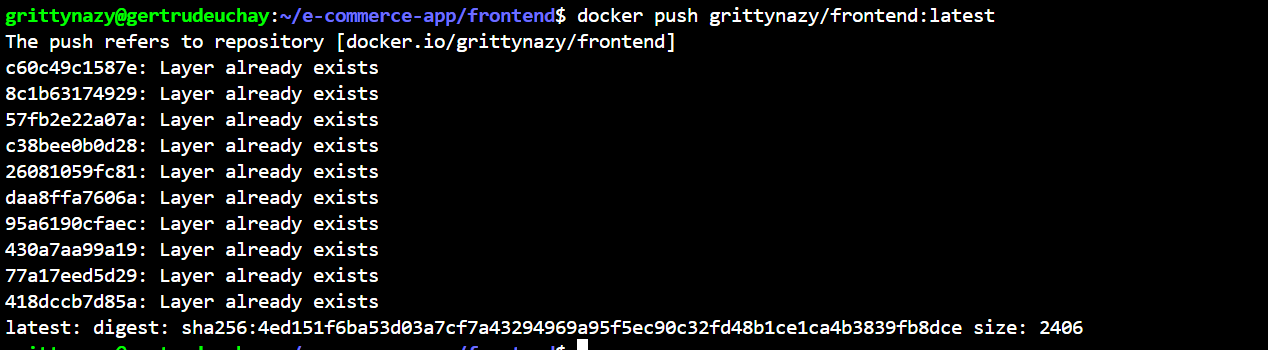 grittynazy@gertrudeuchay:~/e-commerce-app/frontend$ docker push grittynazy/frontend:latest
The push refers to repository [docker.io/grittynazy/frontend]
c60c49c1587e: Layer already exists
8c1b63174929: Layer already exists
57fb2e22a07a: Layer already exists
c38bee0b0d28: Layer already exists
26081059fc81: Layer already exists
daa8ffa7606a: Layer already exists
95a6190cfaec: Layer already exists
430a7aa99a19: Layer already exists
77a17eed5d29: Layer already exists
418dccb7d85a: Layer already exists
latest: digest: sha256:4ed151f6ba53d03a7cf7a43294969a95f5ec90c32fd48b1ce1ca4b3839fb8dce size: 2406